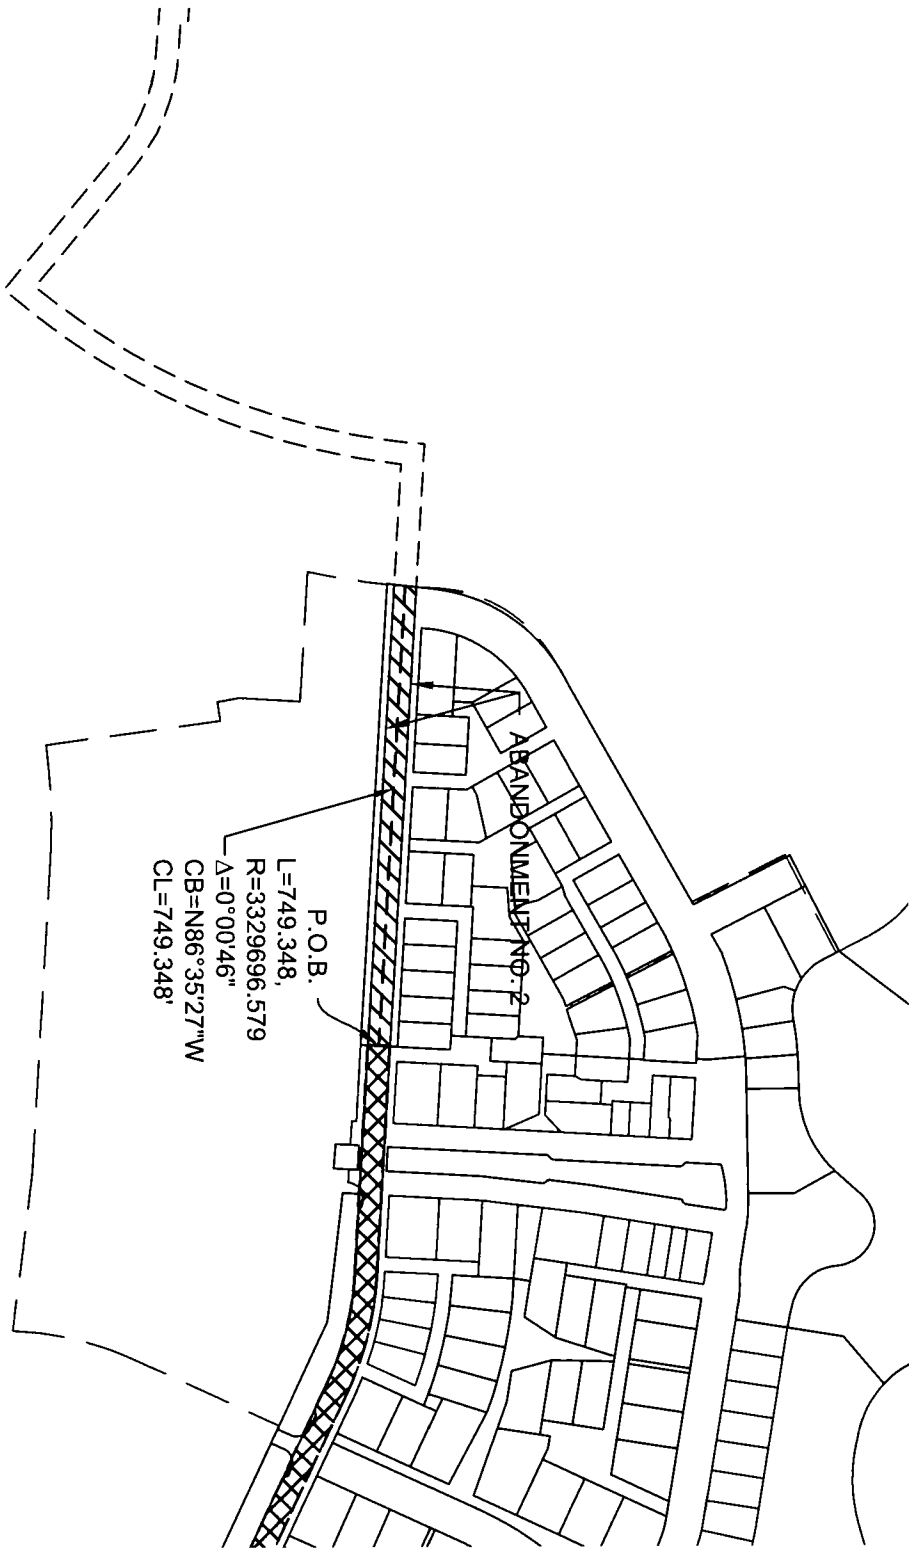 ABANDONMENT NO. 2
P.O.B.
L=749.348,
R=3329696.579
Δ=0°00'46"
CB=N86°35'27"W
CL=749.348'